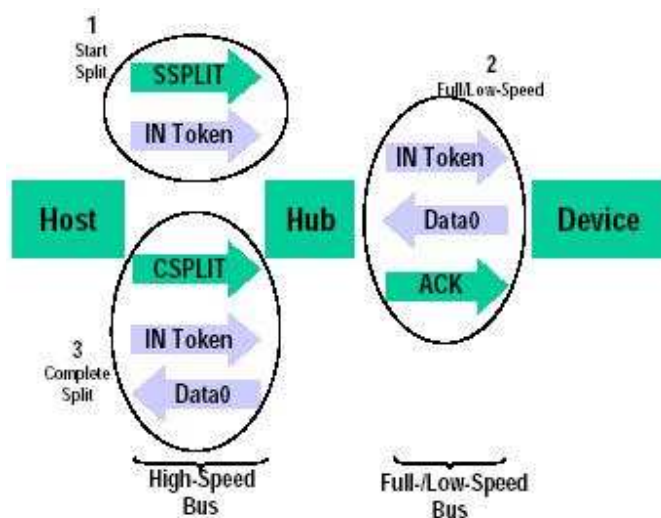 1
Start
Split
SSPLIT
IN Token
2
Full/Low-Speed
IN Token
Data0
ACK
Host
Hub
Device
CSPLIT
IN Token
Data0
3
Complete
Split
High-Speed
Bus
Full-/Low-Speed
Bus